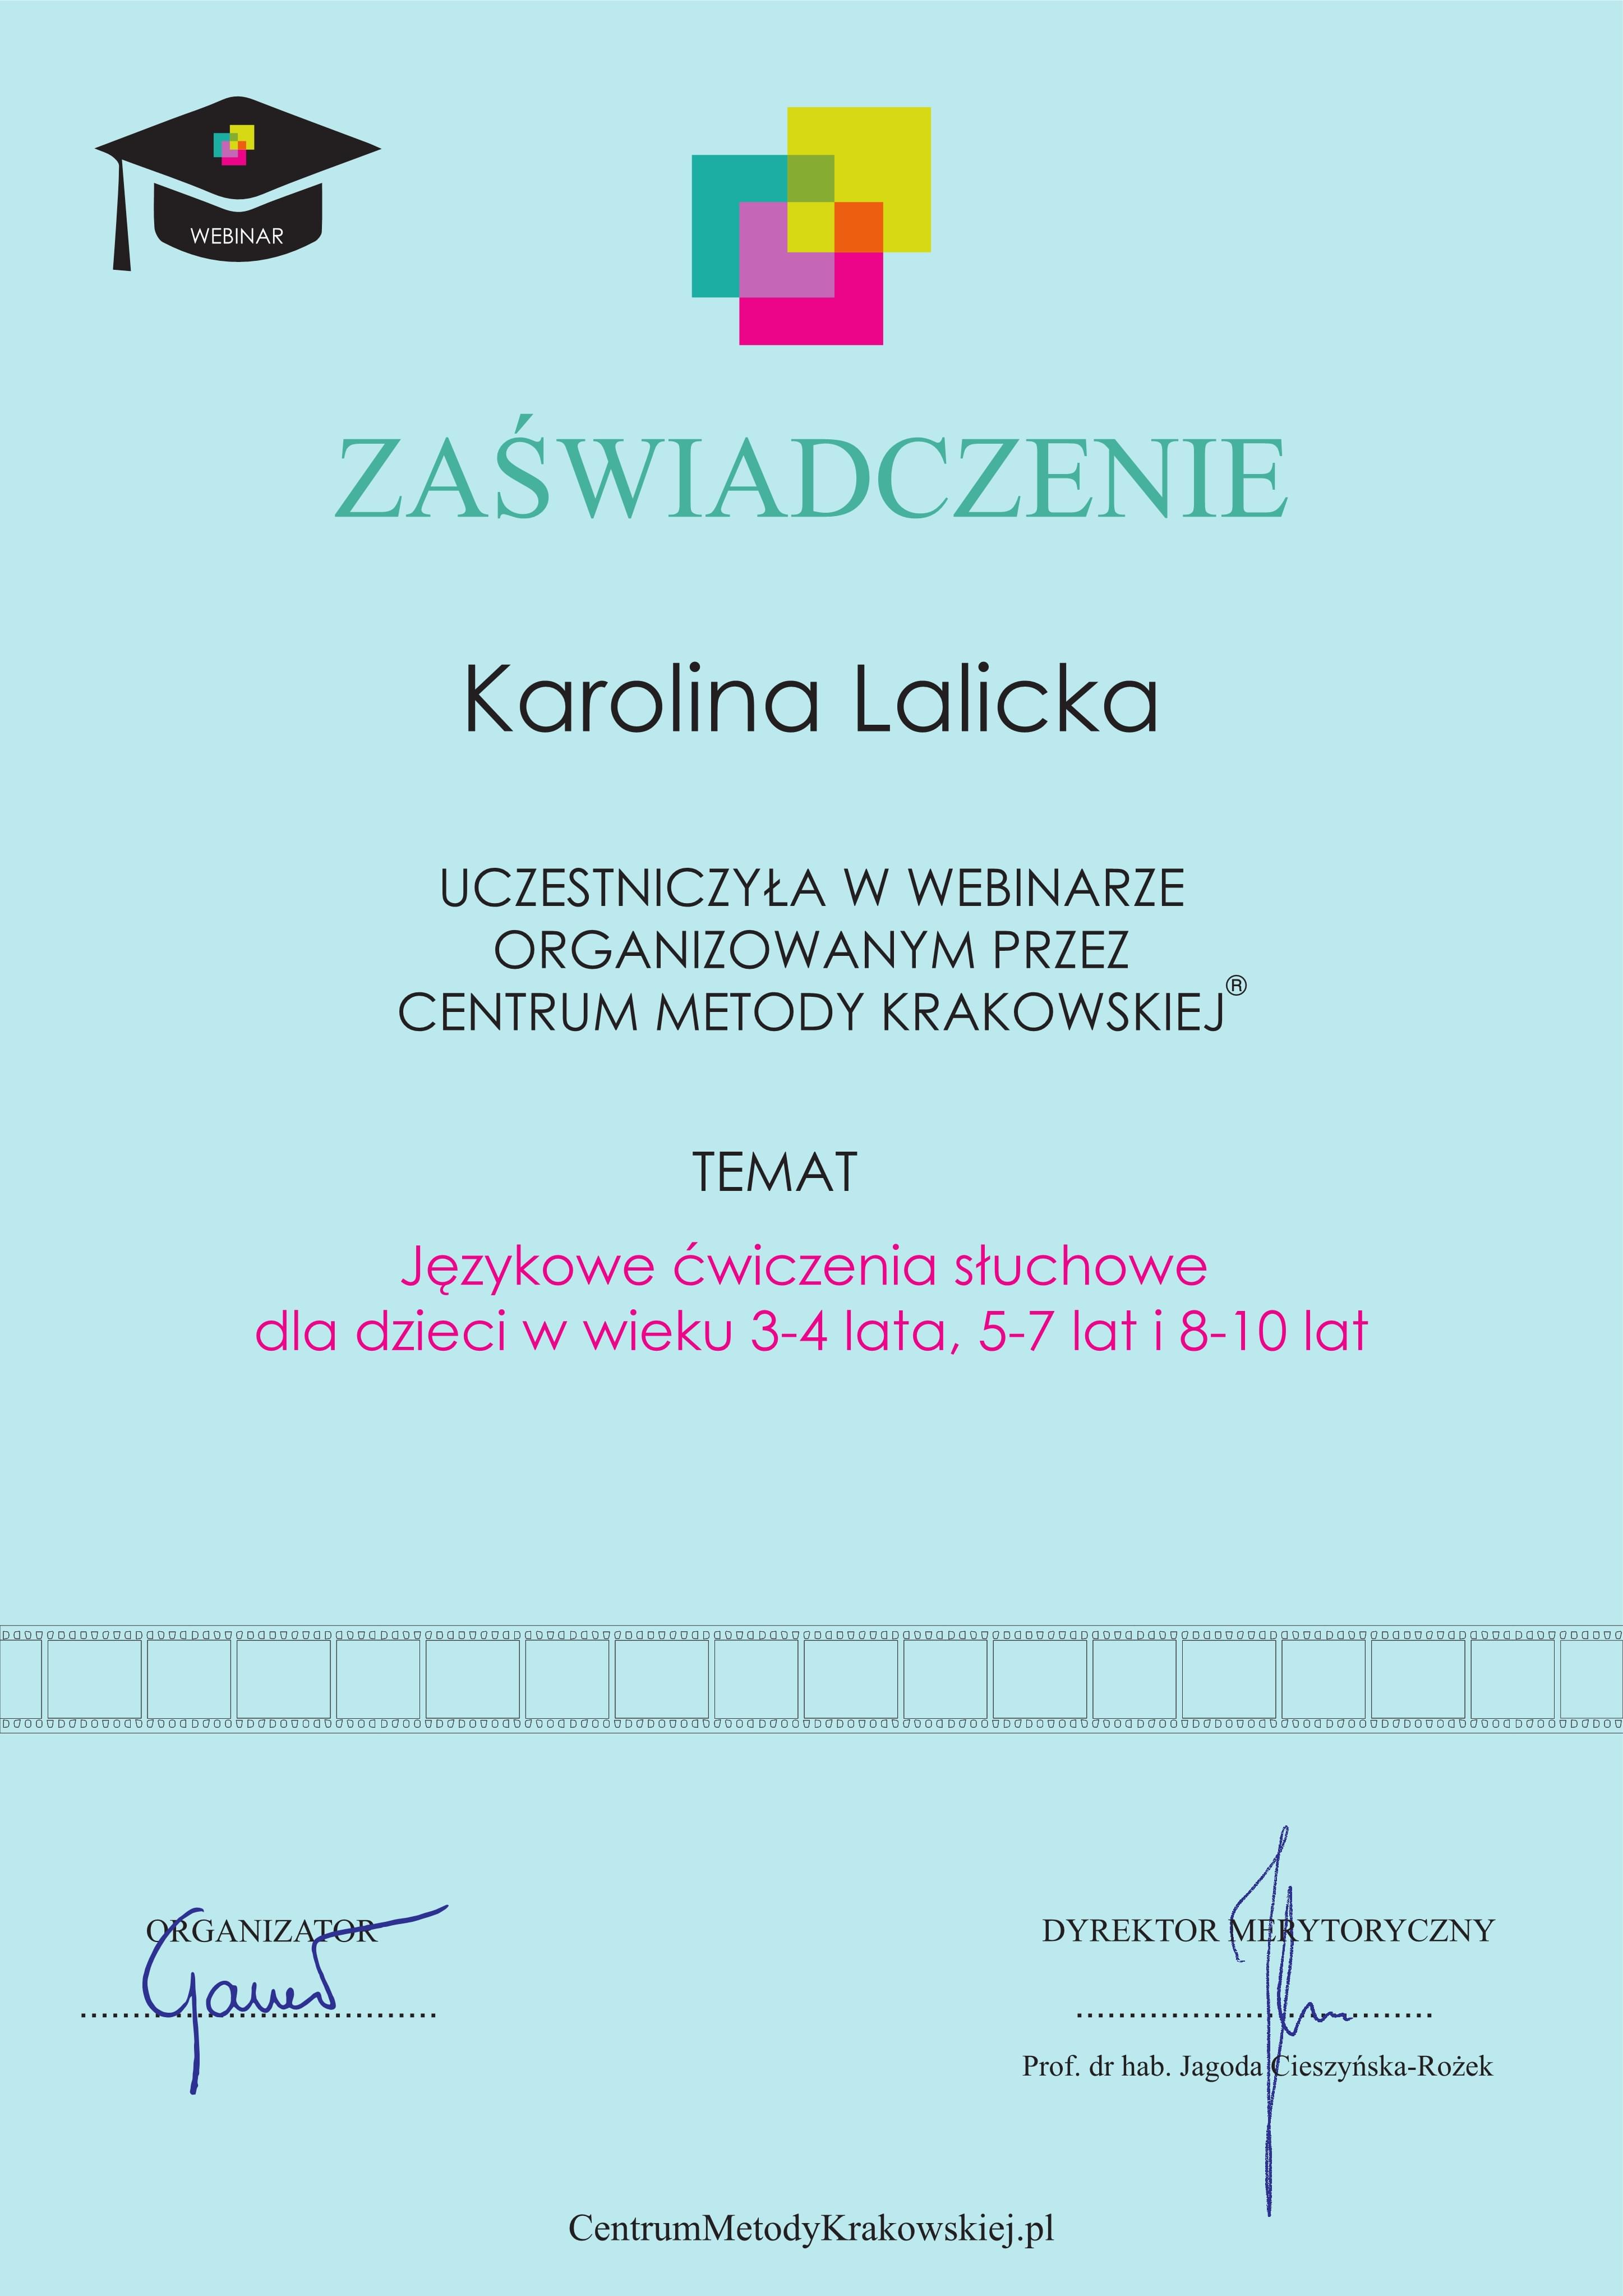 WEBINAR
ZAŚWIADCZENIE
Karolina Lalicka
UCZESTNICZYŁA W WEBINARZE
ORGANIZOWANYM PRZEZ
CENTRUM METODY KRAKOWSKIEJ®
TEMAT
Językowe ćwiczenia słuchowe
dla dzieci w wieku 3-4 lata, 5-7 lat i 8-10 lat
ORGANIZATOR
DYREKTOR MERYTORYCZNY
Prof. dr hab. Jagoda Cieszyńska-Rożek
CentrumMetodyKrakowskiej.pl